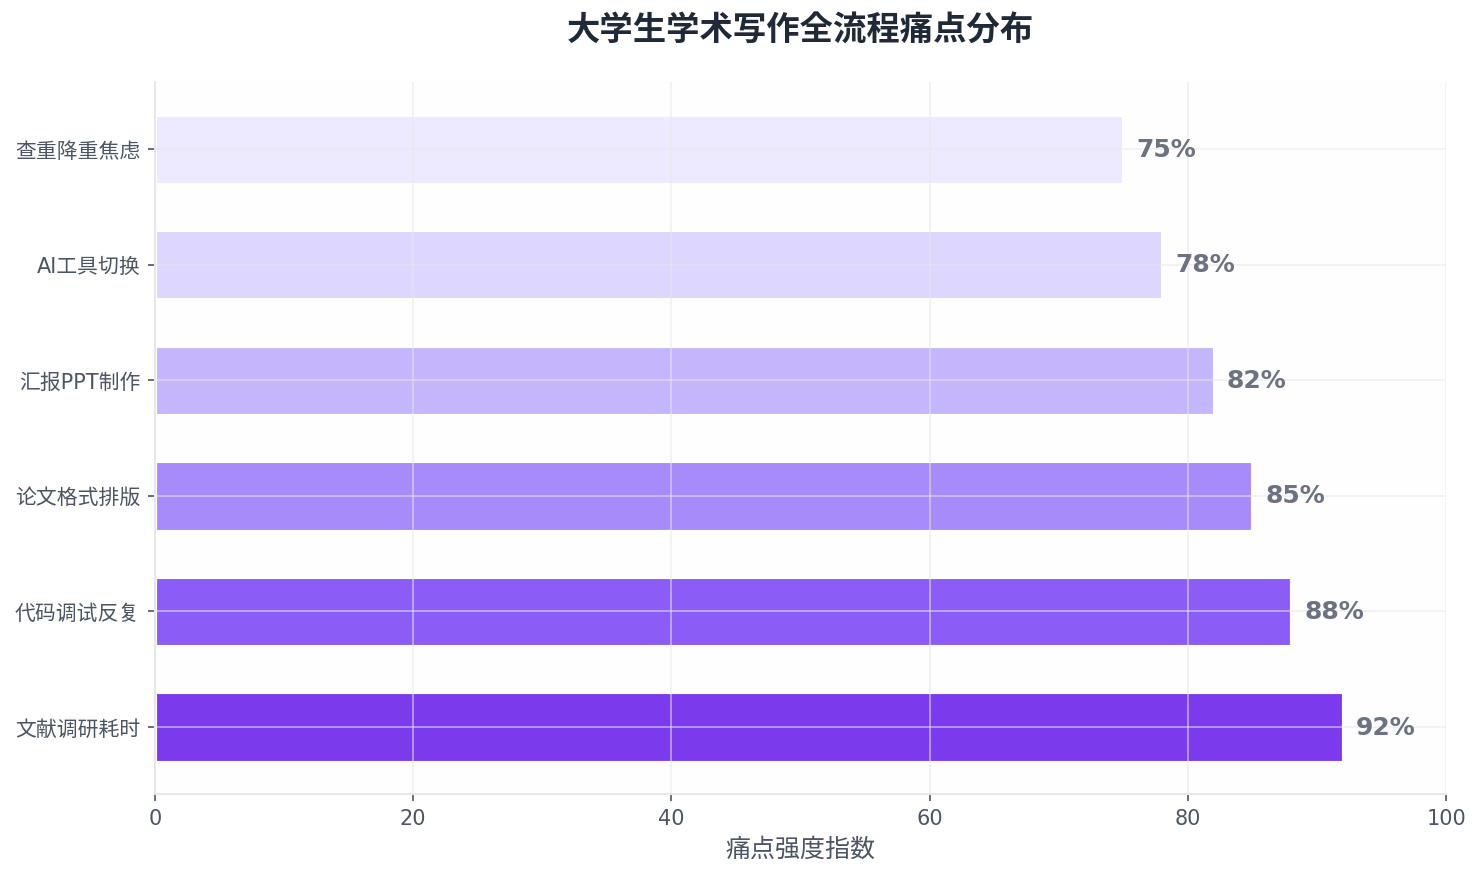 大学生学术写作全流程痛点分布
查重降重焦虑
75%
AI工具切换
78%
汇报PPT制作
82%
论文格式排版
85%
代码调试反复
88%
文献调研耗时
92%
0 20 40 60 80 100
痛点强度指数